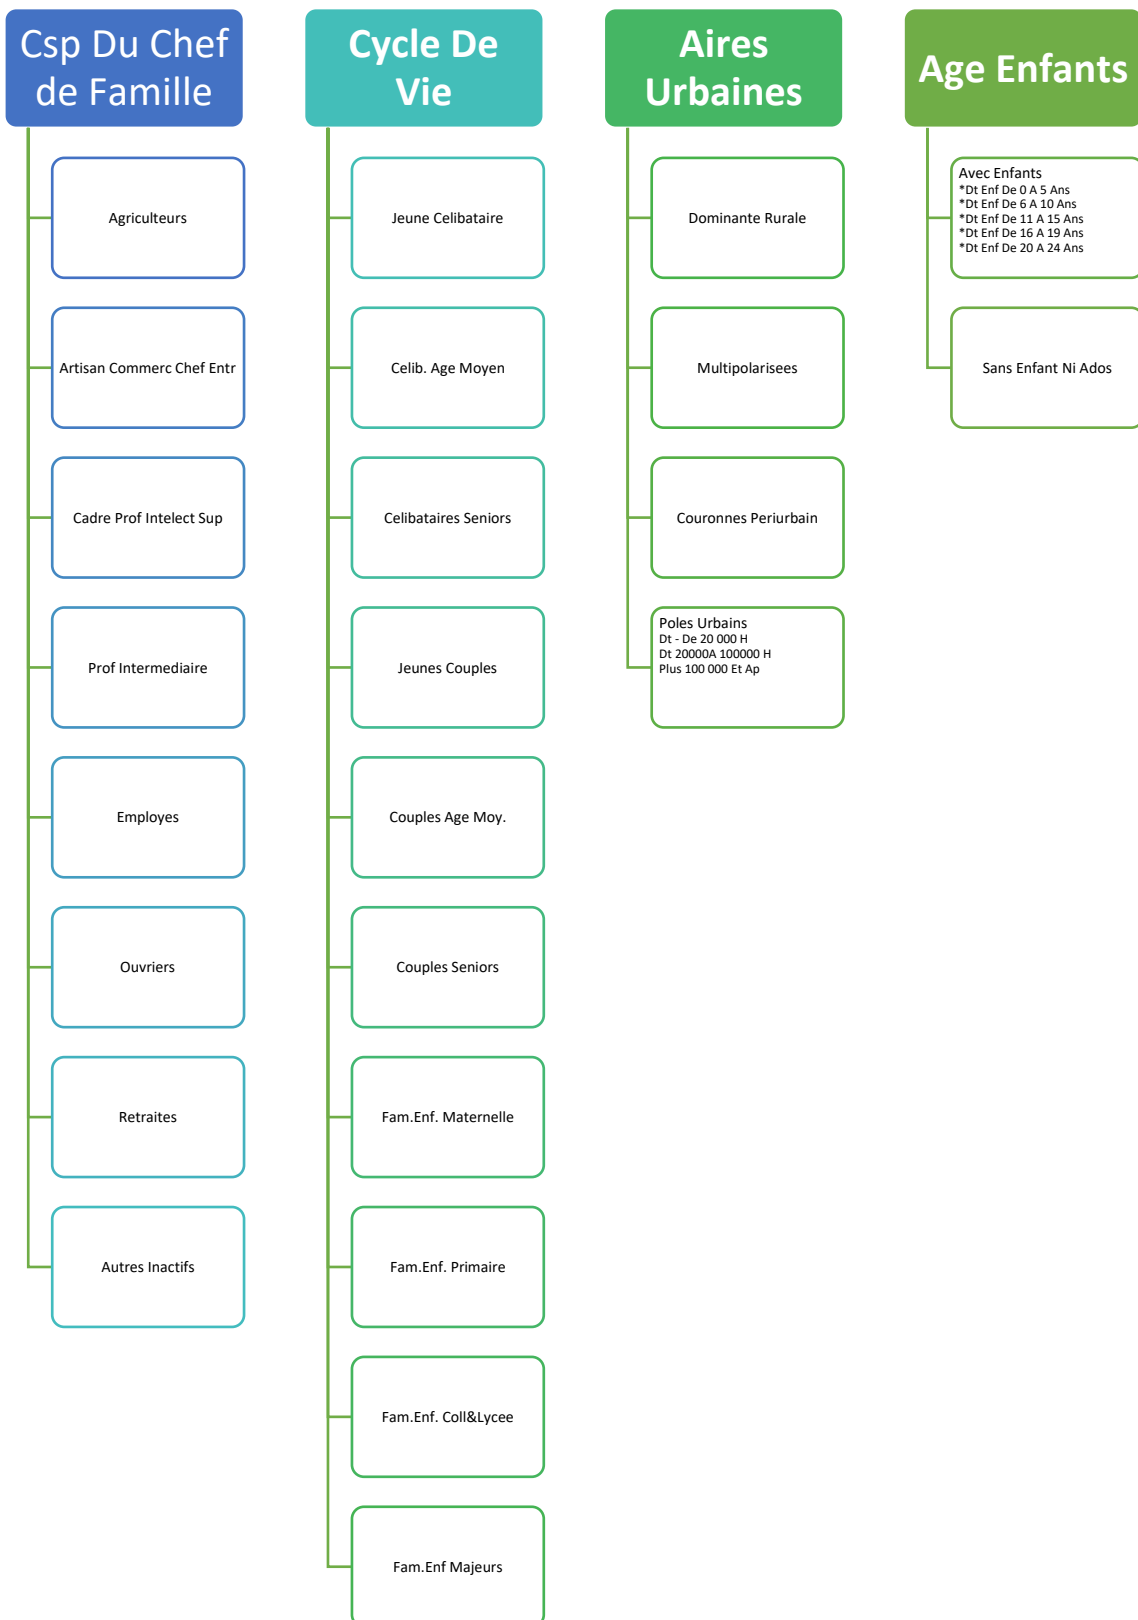 Csp Du Chef
de Famille
Agriculteurs
Artisan Commerc Chef Entr
Cadre Prof Intelect Sup
Prof Intermediaire
Employes
Ouvriers
Retraites
Autres Inactifs
Cycle De
Vie
Jeune Celibataire
Celib. Age Moyen
Celibataires Seniors
Jeunes Couples
Couples Age Moy.
Couples Seniors
Fam.Enf. Maternelle
Fam.Enf. Primaire
Fam.Enf. Coll&Lycee
Fam.Enf Majeurs
Aires
Urbaines
Dominante Rurale
Multipolarisees
Couronnes Periurbain
Poles Urbains
Dt - De 20 000 H
Dt 20000A 100000 H
Plus 100 000 Et Ap
Age Enfants
Avec Enfants
*Dt Enf De 0 A 5 Ans
*Dt Enf De 6 A 10 Ans
*Dt Enf De 11 A 15 Ans
*Dt Enf De 16 A 19 Ans
*Dt Enf De 20 A 24 Ans
Sans Enfant Ni Ados